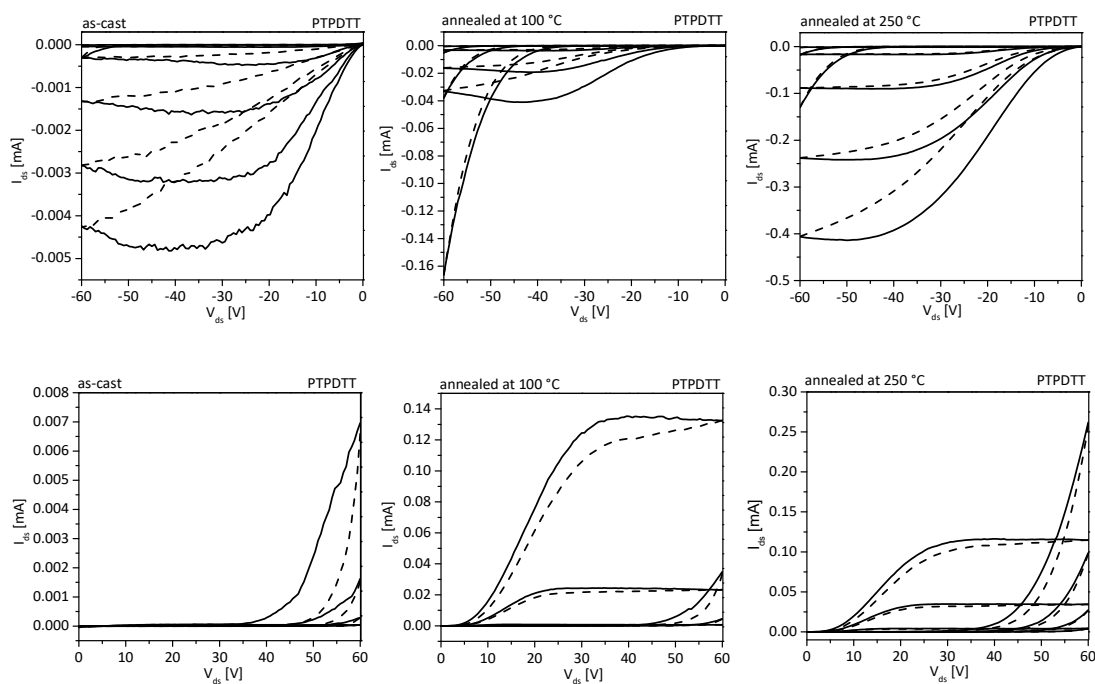 as-cast PTPDTT
0.000
-0.001
-0.002
-0.003
-0.004
-0.005
I_ds [mA]
-60 -50 -40 -30 -20 -10 0
V_ds [V]
annealed at 100 °C PTPDTT
0.00
-0.02
-0.04
-0.06
-0.08
-0.10
-0.12
-0.14
-0.16
I_ds [mA]
-60 -50 -40 -30 -20 -10 0
V_ds [V]
annealed at 250 °C PTPDTT
0.0
-0.1
-0.2
-0.3
-0.4
-0.5
I_ds [mA]
-60 -50 -40 -30 -20 -10 0
V_ds [V]
as-cast PTPDTT
0.008
0.007
0.006
0.005
0.004
0.003
0.002
0.001
0.000
I_ds [mA]
0 10 20 30 40 50 60
V_ds [V]
annealed at 100 °C PTPDTT
0.14
0.12
0.10
0.08
0.06
0.04
0.02
0.00
I_ds [mA]
0 10 20 30 40 50 60
V_ds [V]
annealed at 250 °C PTPDTT
0.30
0.25
0.20
0.15
0.10
0.05
0.00
I_ds [mA]
0 10 20 30 40 50 60
V_ds [V]